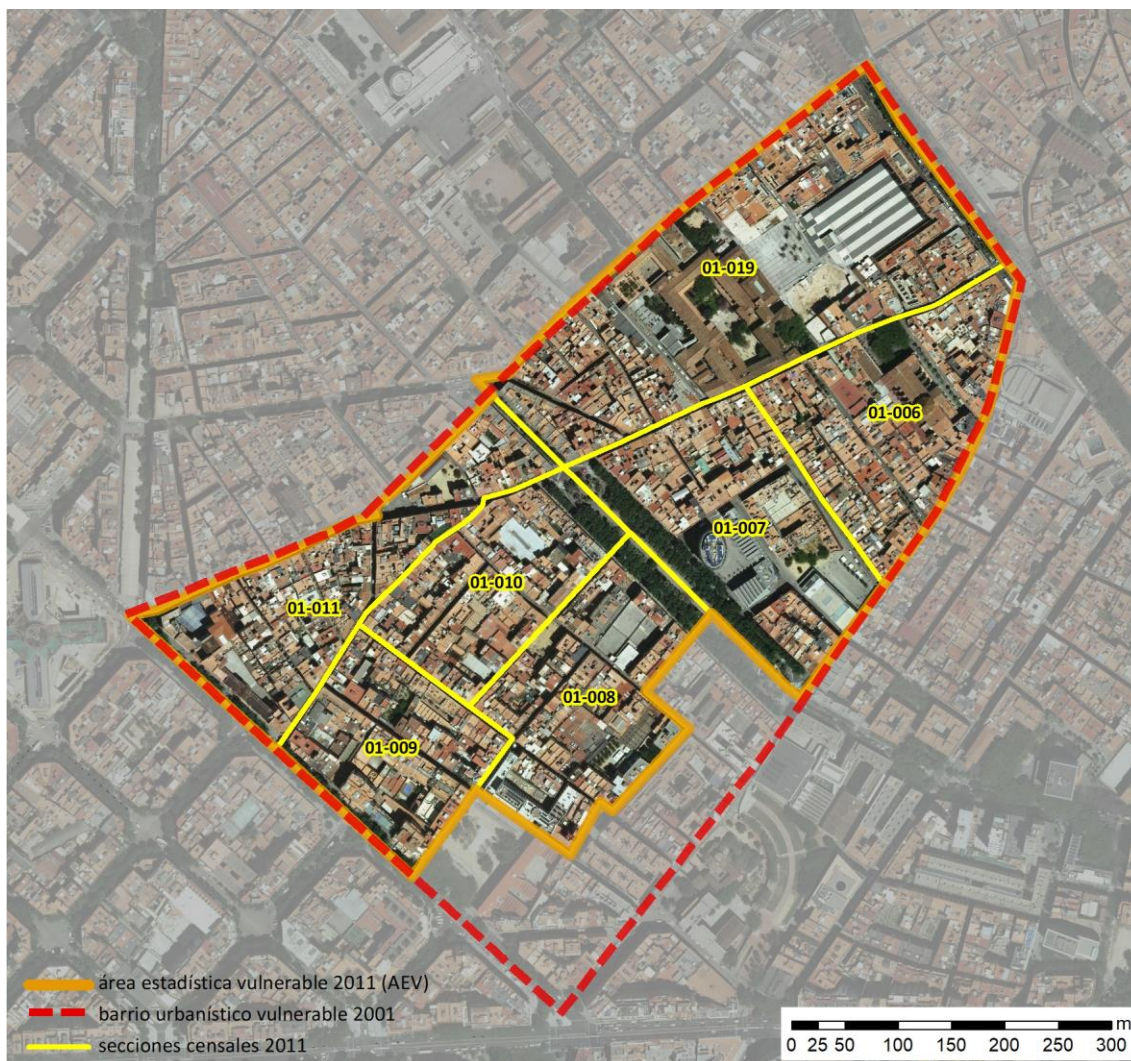 01-019
01-006
01-007
01-010
01-011
01-008
01-009
área estadística vulnerable 2011 (AEV)
barrio urbanístico vulnerable 2001
secciones censales 2011
m
0 25 50 100 150 200 250 300